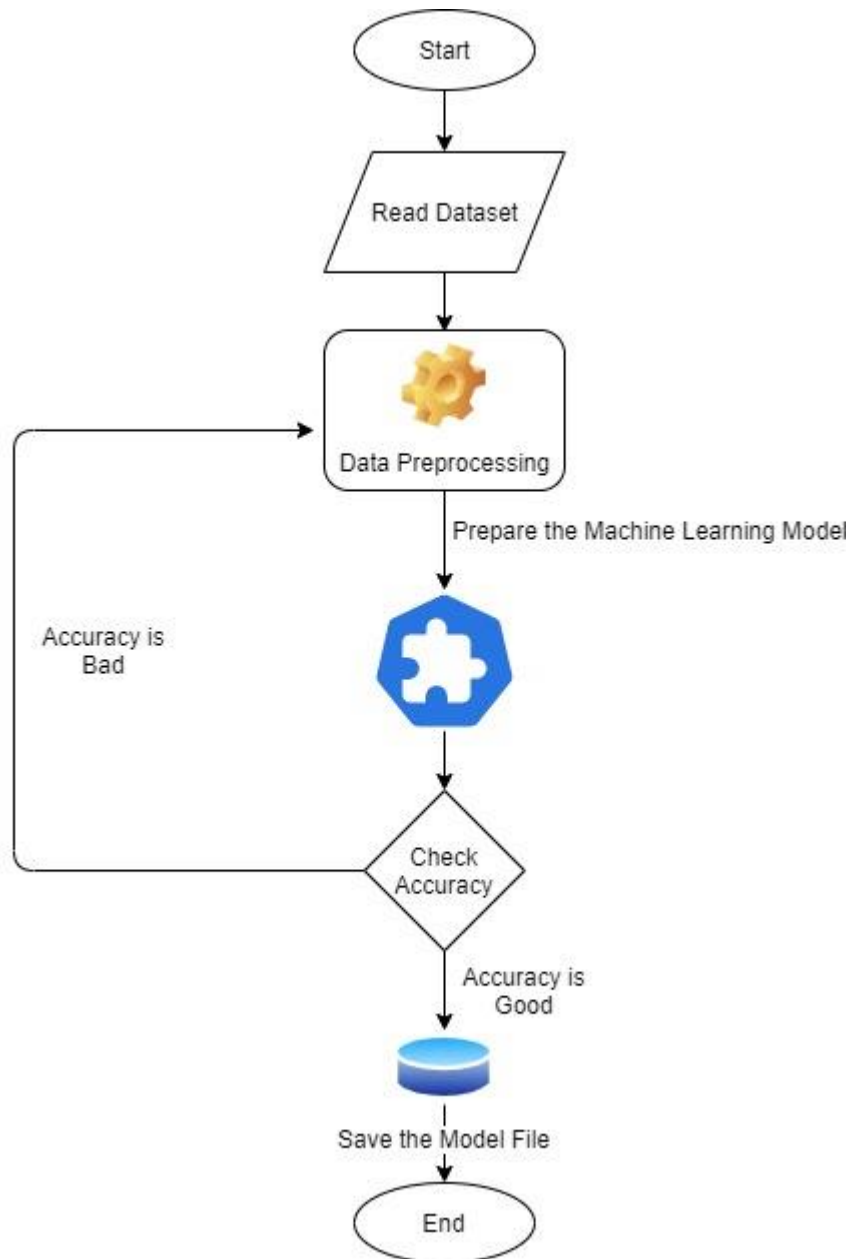 Start
Read Dataset
Data Preprocessing
Prepare the Machine Learning Model
Accuracy is
Bad
Check
Accuracy
Accuracy is
Good
Save the Model File
End